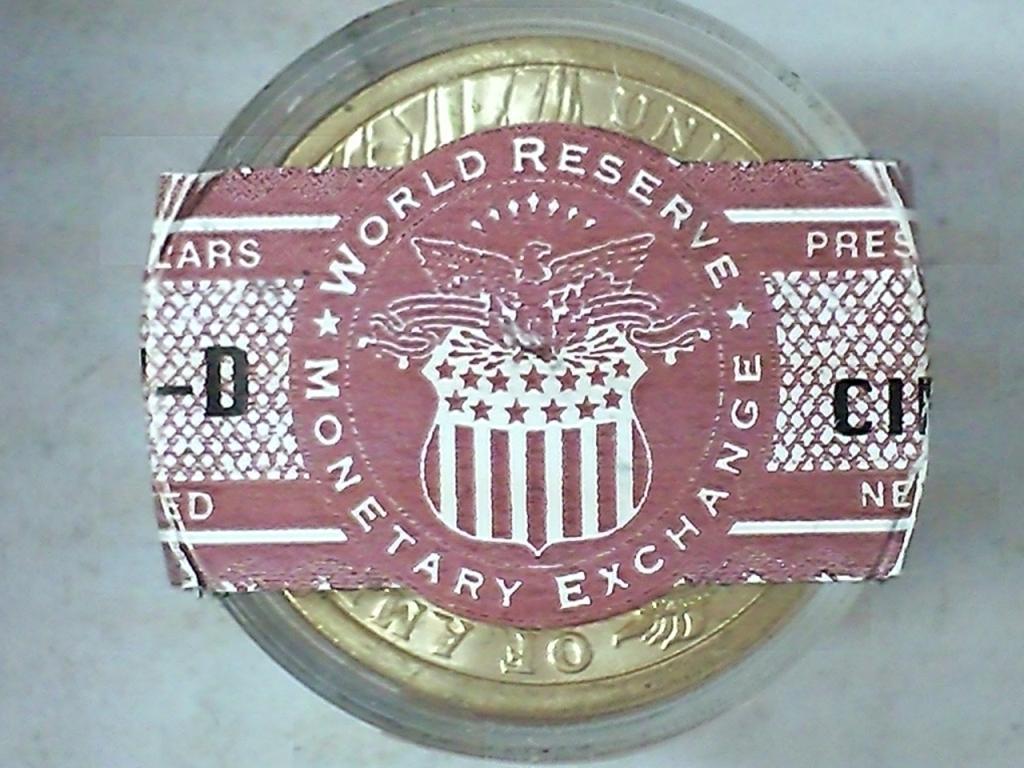 UNI
WORLD RESERVE
LARS
PRES
-D
CI
ED
NE
MONETARY EXCHANGE
OF AM